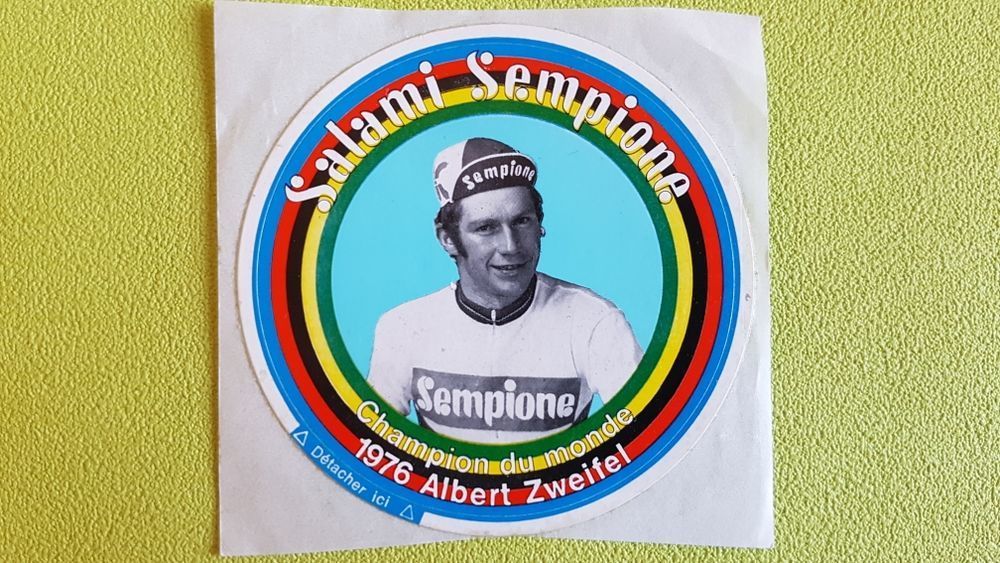 Salami Sempione
Sempione
Sempione
Champion du monde
1976 Albert Zweifel
△ Détacher ici △